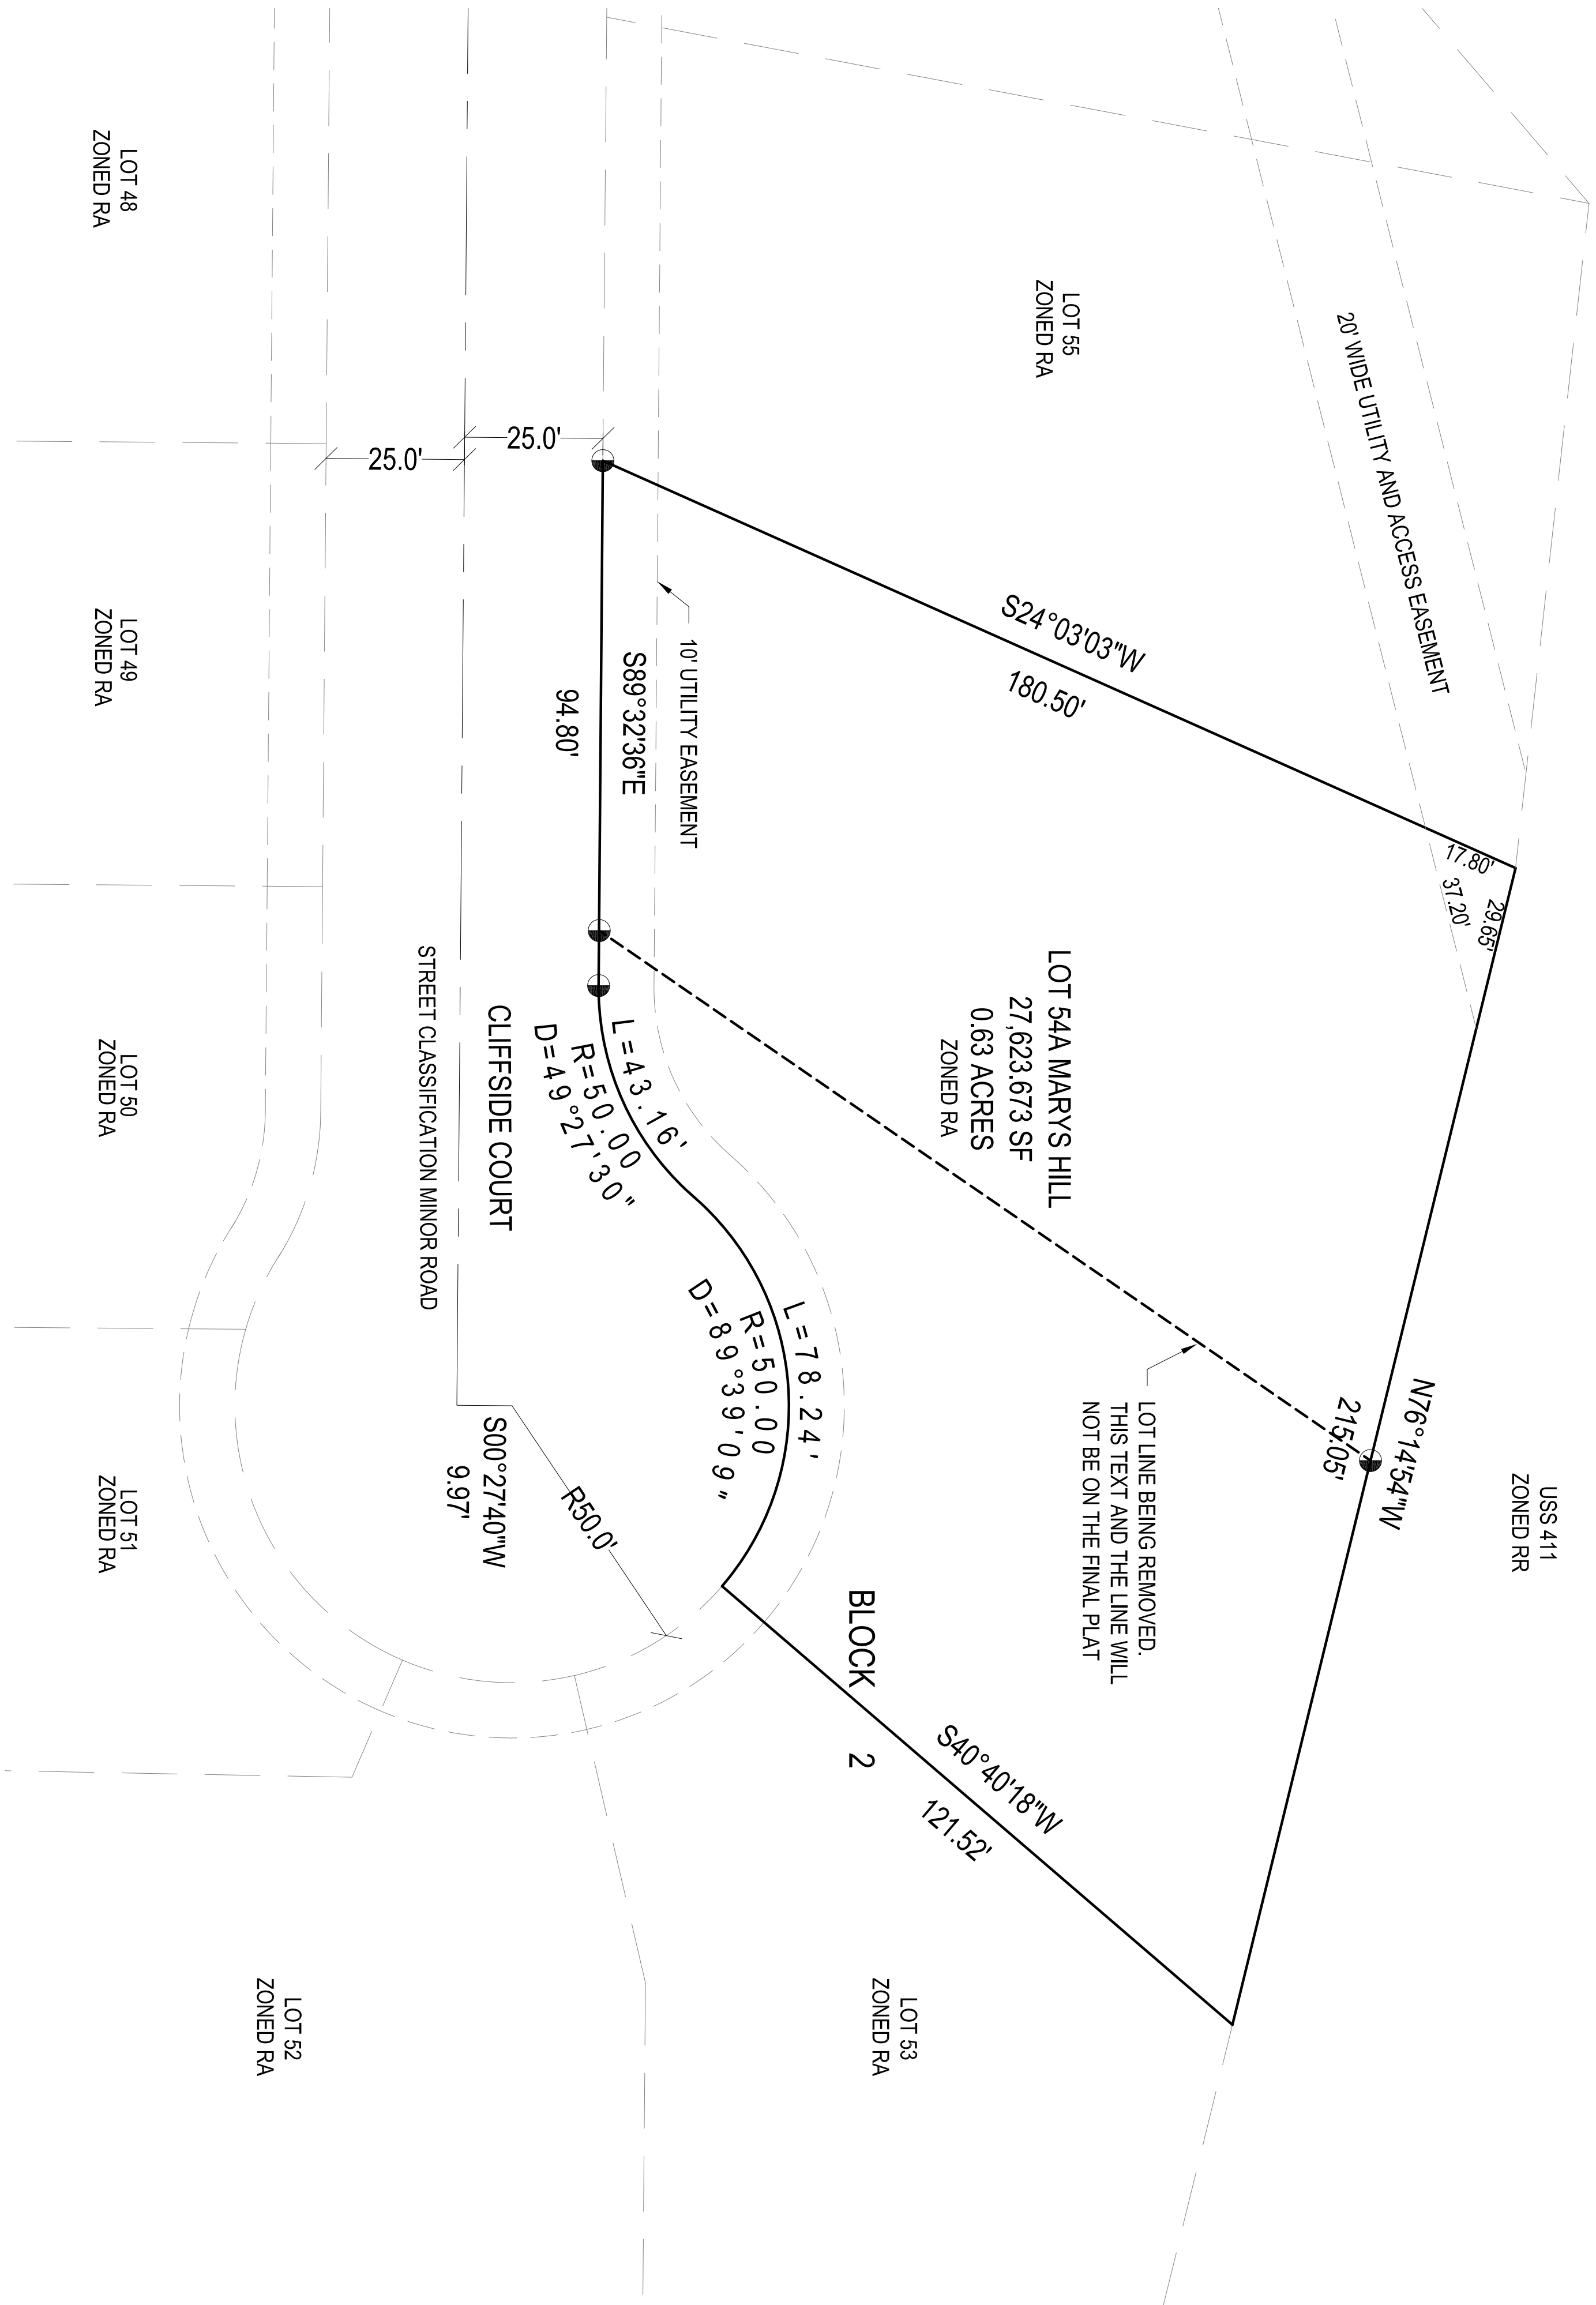 USS 411
ZONED RR
20' WIDE UTILITY AND ACCESS EASEMENT
17.80'
29.65'
37.20'
N76°14'54"W
215.05'
LOT 55
ZONED RA
S24°03'03"W
180.50'
LOT 54A MARYS HILL
27,623.673 SF
0.63 ACRES
ZONED RA
LOT LINE BEING REMOVED.
THIS TEXT AND THE LINE WILL
NOT BE ON THE FINAL PLAT
BLOCK 2
S40°40'18"W
121.52'
LOT 53
ZONED RA
10' UTILITY EASEMENT
S89°32'36"E
94.80'
L=43.16'
R=50.00
D=49°27'30"
L=78.24'
R=50.00
D=89°39'09"
25.0'
25.0'
CLIFFSIDE COURT
STREET CLASSIFICATION MINOR ROAD
R50.0'
S00°27'40"W
9.97'
LOT 52
ZONED RA
LOT 48
ZONED RA
LOT 49
ZONED RA
LOT 50
ZONED RA
LOT 51
ZONED RA